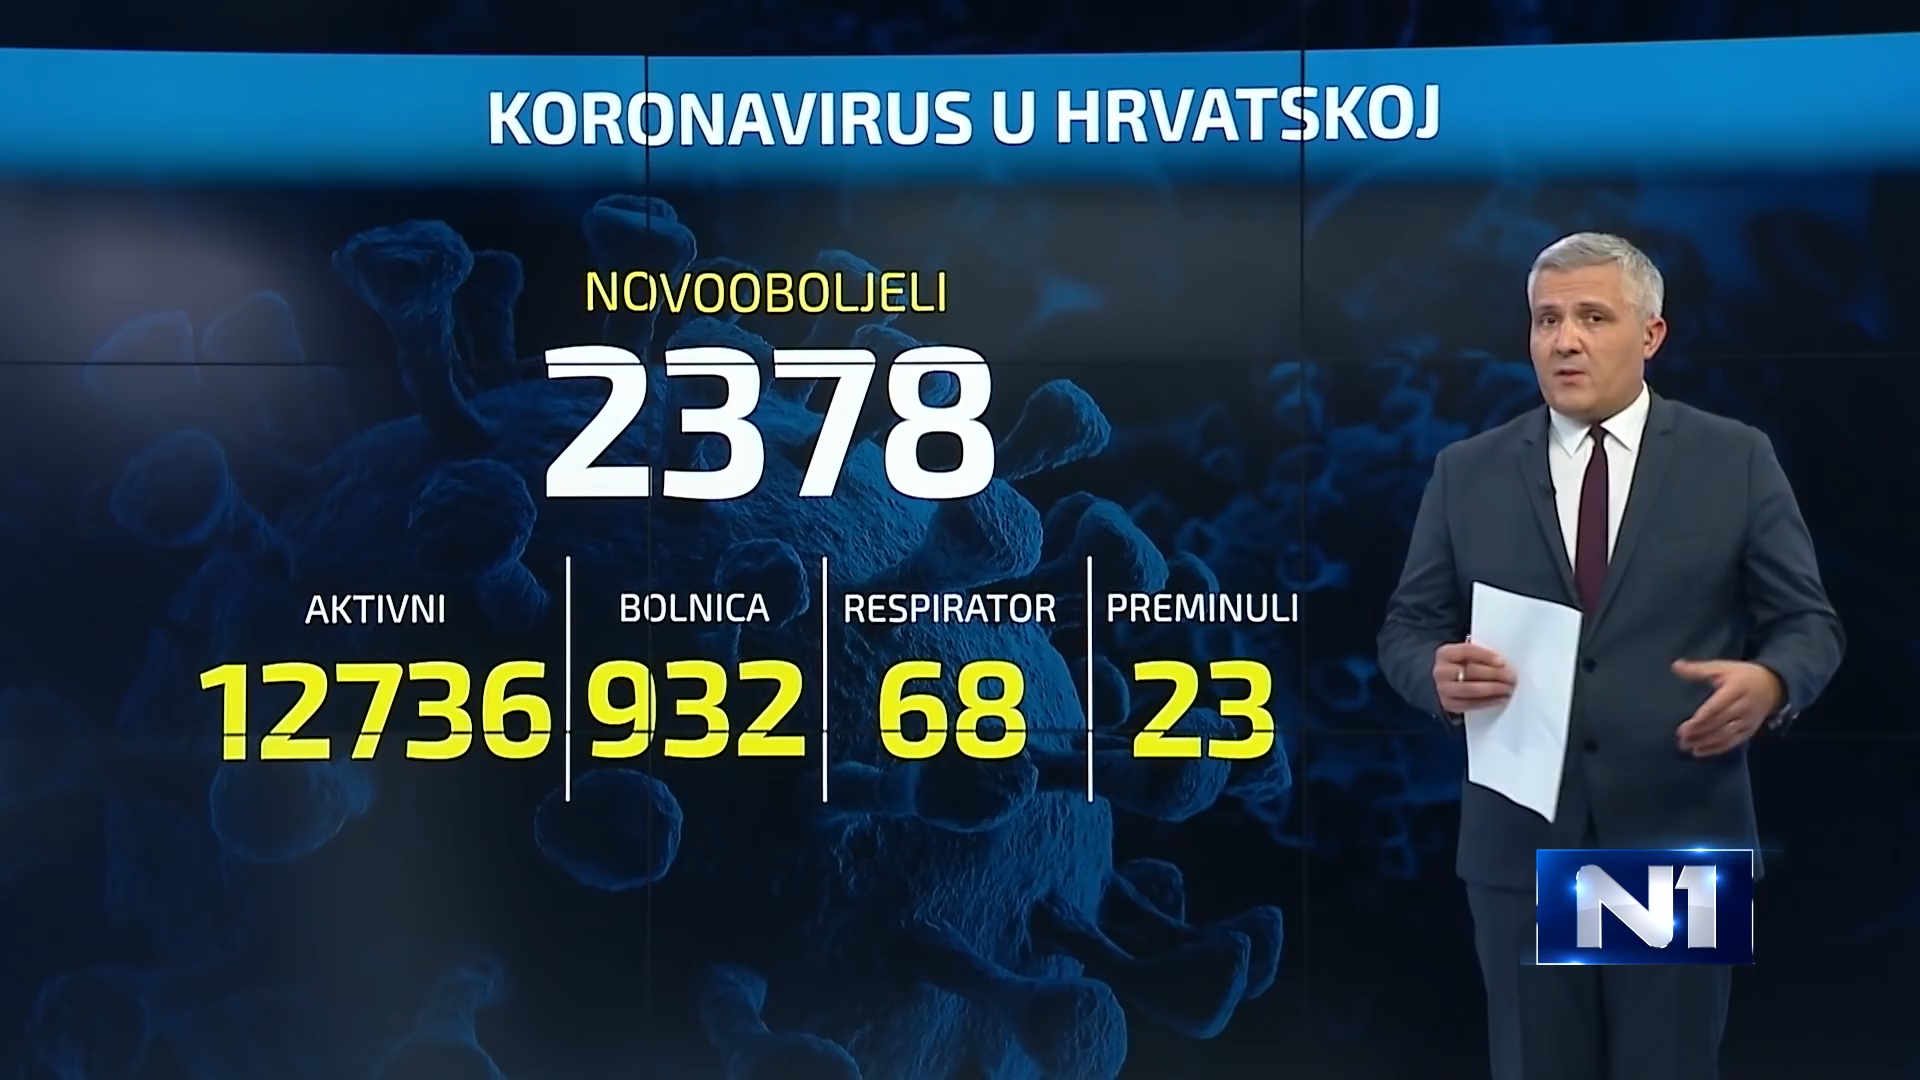 KORONAVIRUS U HRVATSKOJ
NOVOOBOLJELI
2378
AKTIVNI
12736
BOLNICA
932
RESPIRATOR
68
PREMINULI
23
N1